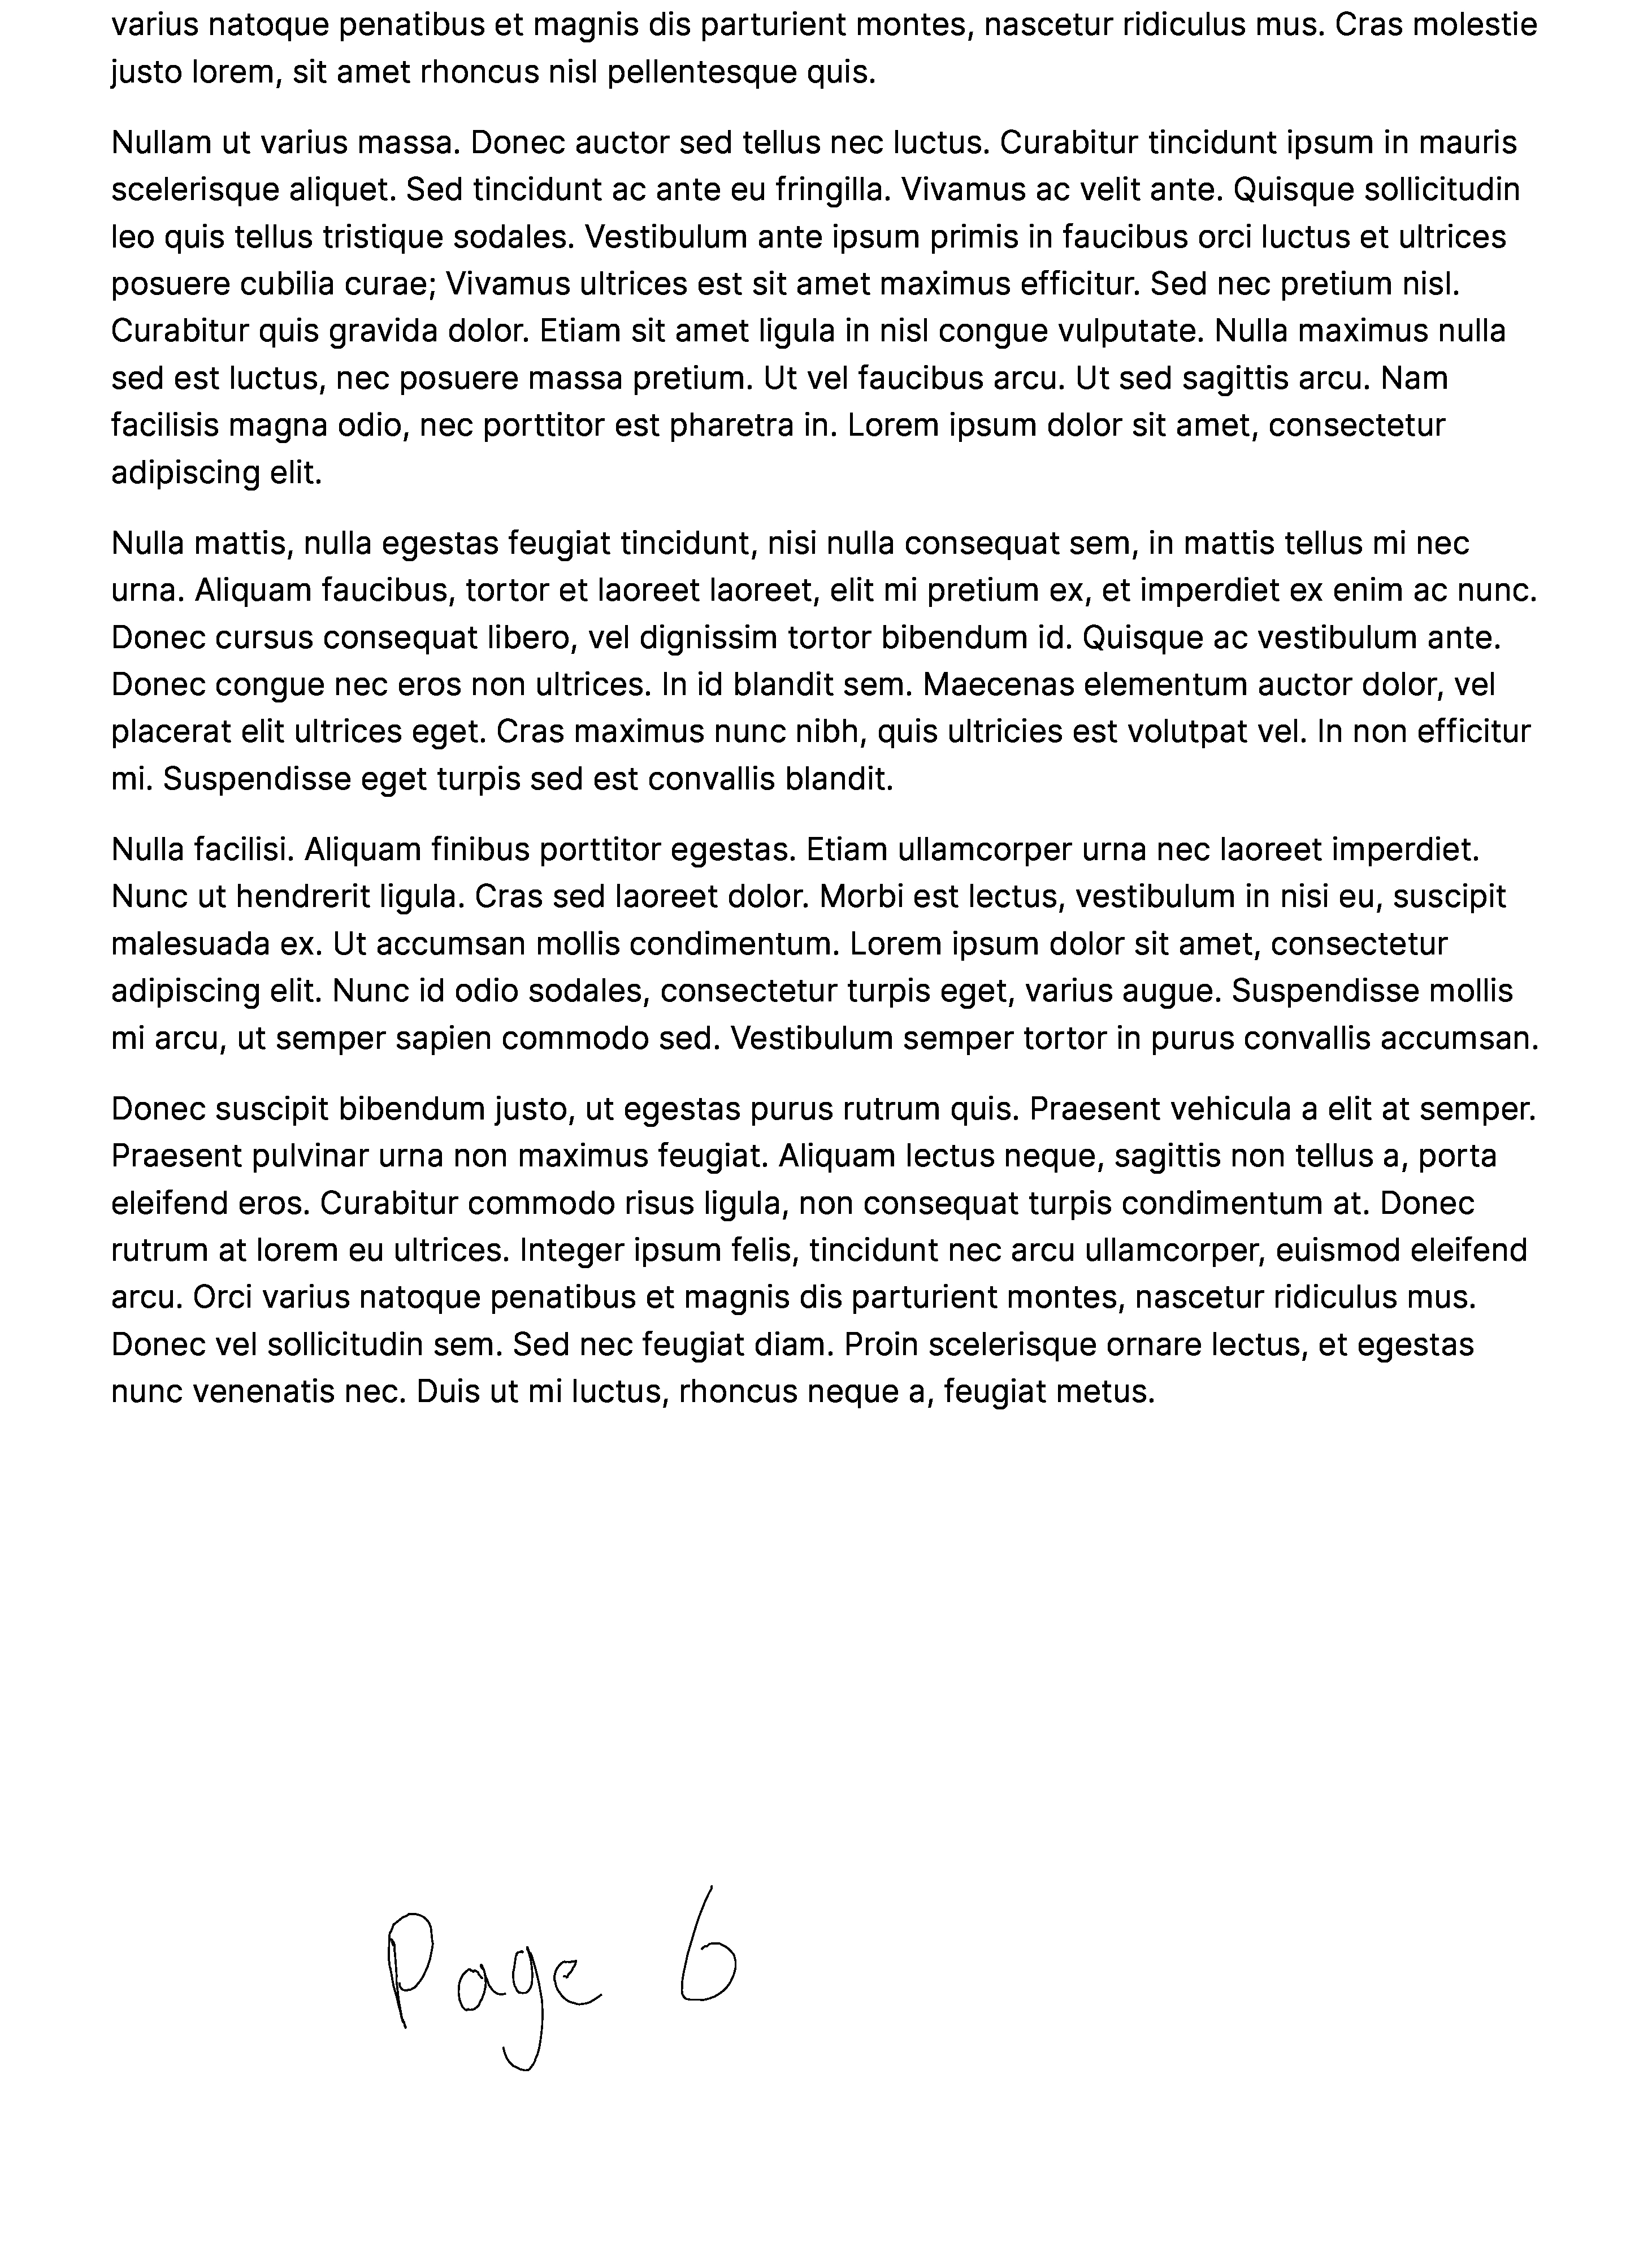 varius natoque penatibus et magnis dis parturient montes, nascetur ridiculus mus. Cras molestie
justo lorem, sit amet rhoncus nisl pellentesque quis.
Nullam ut varius massa. Donec auctor sed tellus nec luctus. Curabitur tincidunt ipsum in mauris
scelerisque aliquet. Sed tincidunt ac ante eu fringilla. Vivamus ac velit ante. Quisque sollicitudin
leo quis tellus tristique sodales. Vestibulum ante ipsum primis in faucibus orci luctus et ultrices
posuere cubilia curae; Vivamus ultrices est sit amet maximus efficitur. Sed nec pretium nisl.
Curabitur quis gravida dolor. Etiam sit amet ligula in nisl congue vulputate. Nulla maximus nulla
sed est luctus, nec posuere massa pretium. Ut vel faucibus arcu. Ut sed sagittis arcu. Nam
facilisis magna odio, nec porttitor est pharetra in. Lorem ipsum dolor sit amet, consectetur
adipiscing elit.
Nulla mattis, nulla egestas feugiat tincidunt, nisi nulla consequat sem, in mattis tellus mi nec
urna. Aliquam faucibus, tortor et laoreet laoreet, elit mi pretium ex, et imperdiet ex enim ac nunc.
Donec cursus consequat libero, vel dignissim tortor bibendum id. Quisque ac vestibulum ante.
Donec congue nec eros non ultrices. In id blandit sem. Maecenas elementum auctor dolor, vel
placerat elit ultrices eget. Cras maximus nunc nibh, quis ultricies est volutpat vel. In non efficitur
mi. Suspendisse eget turpis sed est convallis blandit.
Nulla facilisi. Aliquam finibus porttitor egestas. Etiam ullamcorper urna nec laoreet imperdiet.
Nunc ut hendrerit ligula. Cras sed laoreet dolor. Morbi est lectus, vestibulum in nisi eu, suscipit
malesuada ex. Ut accumsan mollis condimentum. Lorem ipsum dolor sit amet, consectetur
adipiscing elit. Nunc id odio sodales, consectetur turpis eget, varius augue. Suspendisse mollis
mi arcu, ut semper sapien commodo sed. Vestibulum semper tortor in purus convallis accumsan.
Donec suscipit bibendum justo, ut egestas purus rutrum quis. Praesent vehicula a elit at semper.
Praesent pulvinar urna non maximus feugiat. Aliquam lectus neque, sagittis non tellus a, porta
eleifend eros. Curabitur commodo risus ligula, non consequat turpis condimentum at. Donec
rutrum at lorem eu ultrices. Integer ipsum felis, tincidunt nec arcu ullamcorper, euismod eleifend
arcu. Orci varius natoque penatibus et magnis dis parturient montes, nascetur ridiculus mus.
Donec vel sollicitudin sem. Sed nec feugiat diam. Proin scelerisque ornare lectus, et egestas
nunc venenatis nec. Duis ut mi luctus, rhoncus neque a, feugiat metus.
Page 6